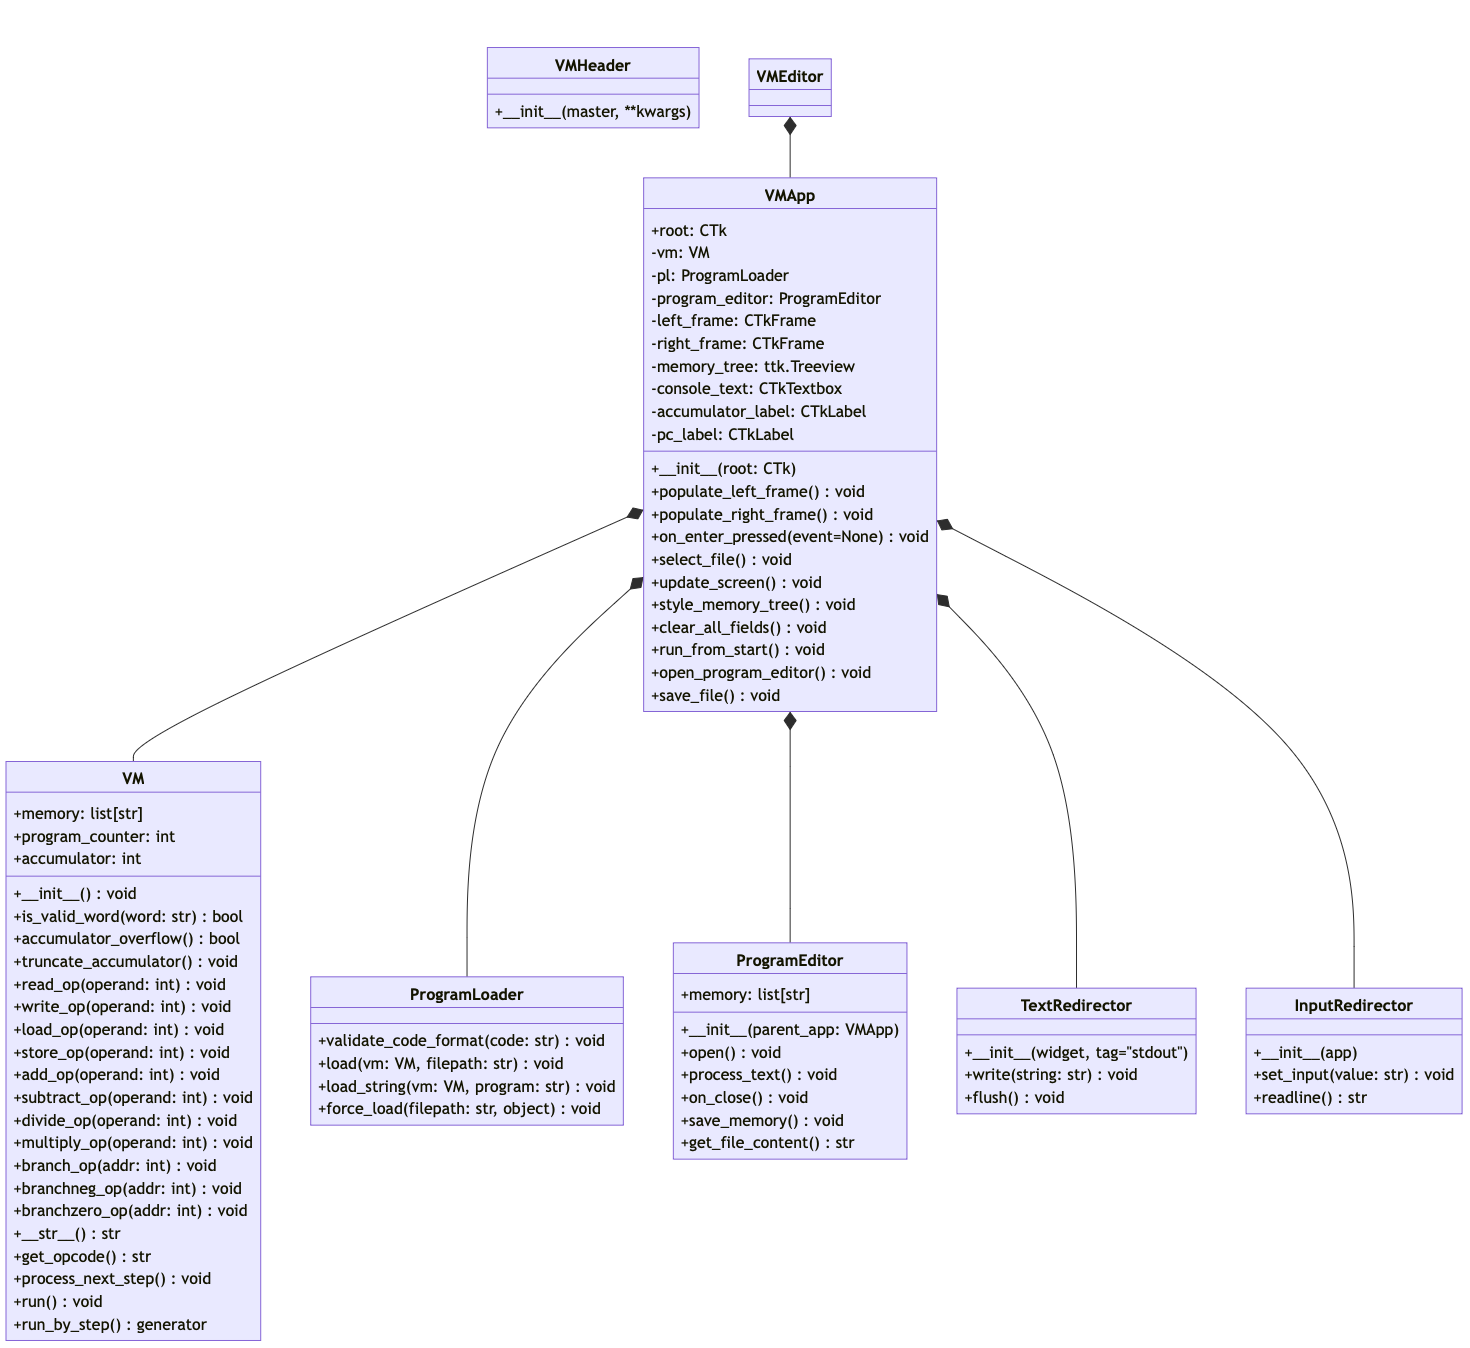 VMHeader
+__init__(master, **kwargs)
VMEditor
VMApp
+root: CTk
-vm: VM
-pl: ProgramLoader
-program_editor: ProgramEditor
-left_frame: CTkFrame
-right_frame: CTkFrame
-memory_tree: ttk.Treeview
-console_text: CTkTextbox
-accumulator_label: CTkLabel
-pc_label: CTkLabel
+__init__(root: CTk)
+populate_left_frame() : void
+populate_right_frame() : void
+on_enter_pressed(event=None) : void
+select_file() : void
+update_screen() : void
+style_memory_tree() : void
+clear_all_fields() : void
+run_from_start() : void
+open_program_editor() : void
+save_file() : void
VM
+memory: list[str]
+program_counter: int
+accumulator: int
+__init__() : void
+is_valid_word(word: str) : bool
+accumulator_overflow() : bool
+truncate_accumulator() : void
+read_op(operand: int) : void
+write_op(operand: int) : void
+load_op(operand: int) : void
+store_op(operand: int) : void
+add_op(operand: int) : void
+subtract_op(operand: int) : void
+divide_op(operand: int) : void
+multiply_op(operand: int) : void
+branch_op(addr: int) : void
+branchneg_op(addr: int) : void
+branchzero_op(addr: int) : void
+__str__() : str
+get_opcode() : str
+process_next_step() : void
+run() : void
+run_by_step() : generator
ProgramLoader
+validate_code_format(code: str) : void
+load(vm: VM, filepath: str) : void
+load_string(vm: VM, program: str) : void
+force_load(filepath: str, object) : void
ProgramEditor
+memory: list[str]
+__init__(parent_app: VMApp)
+open() : void
+process_text() : void
+on_close() : void
+save_memory() : void
+get_file_content() : str
TextRedirector
+__init__(widget, tag="stdout")
+write(string: str) : void
+flush() : void
InputRedirector
+__init__(app)
+set_input(value: str) : void
+readline() : str